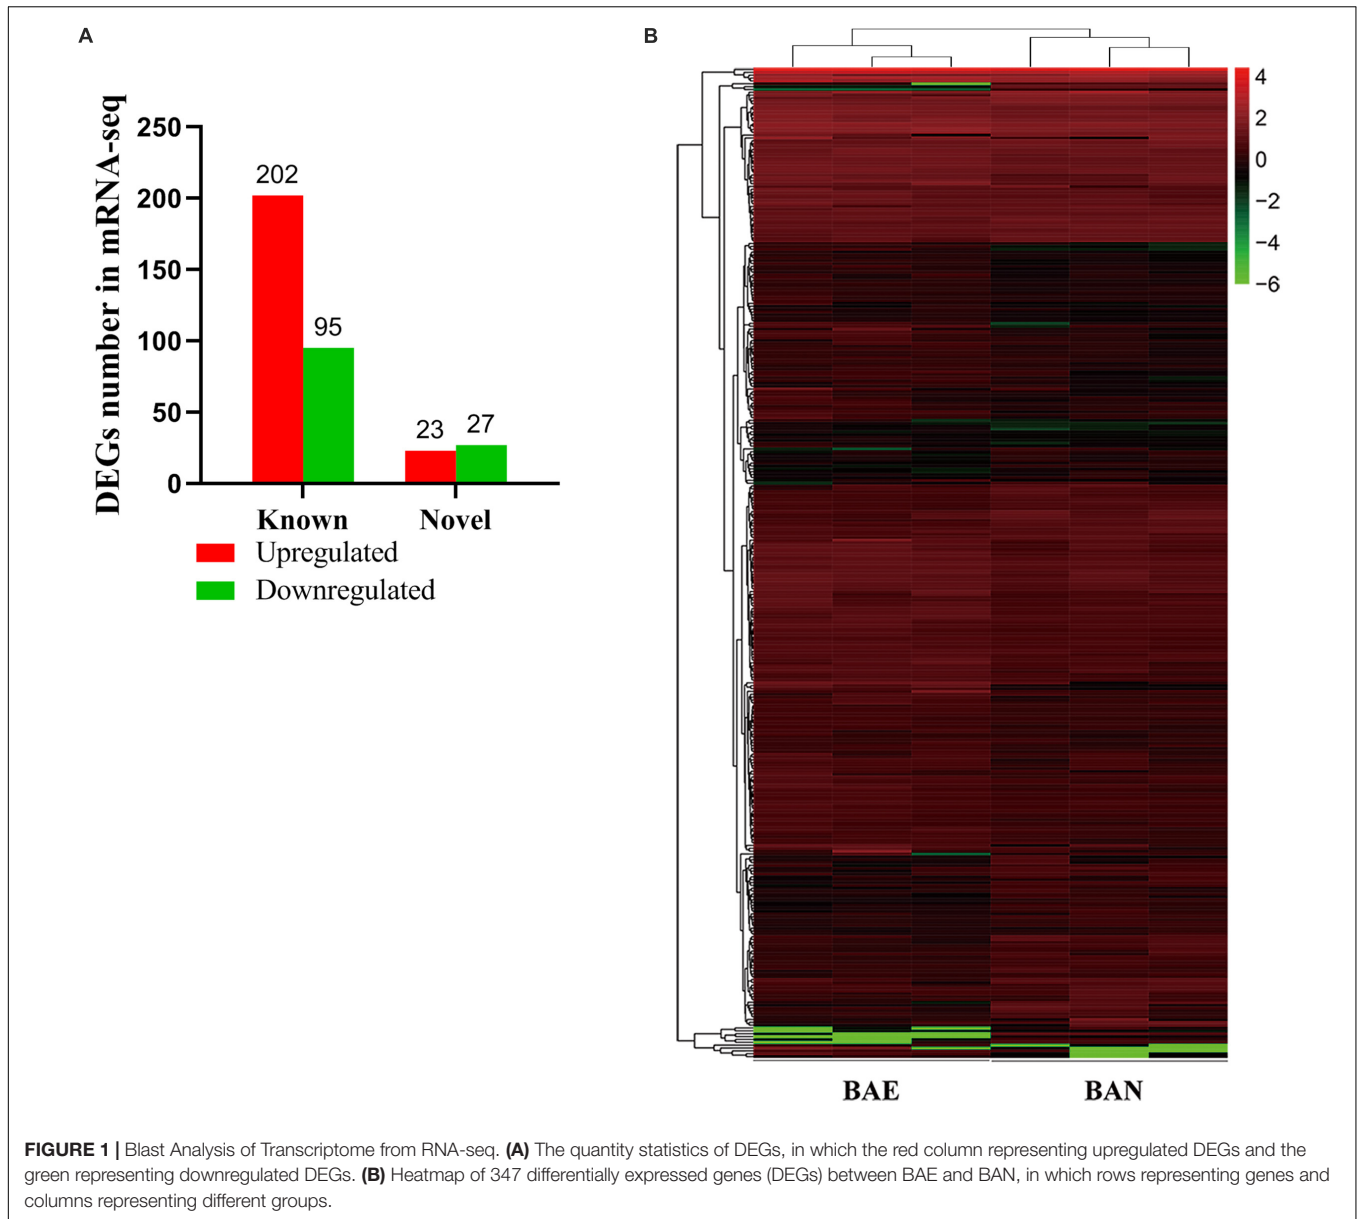 A
DEGs number in mRNA-seq
250
200
150
100
50
0
202
95
23
27
Known
Novel
Upregulated
Downregulated
B
4
2
0
−2
−4
−6
BAE
BAN
FIGURE 1 | Blast Analysis of Transcriptome from RNA-seq. (A) The quantity statistics of DEGs, in which the red column representing upregulated DEGs and the
green representing downregulated DEGs. (B) Heatmap of 347 differentially expressed genes (DEGs) between BAE and BAN, in which rows representing genes and
columns representing different groups.